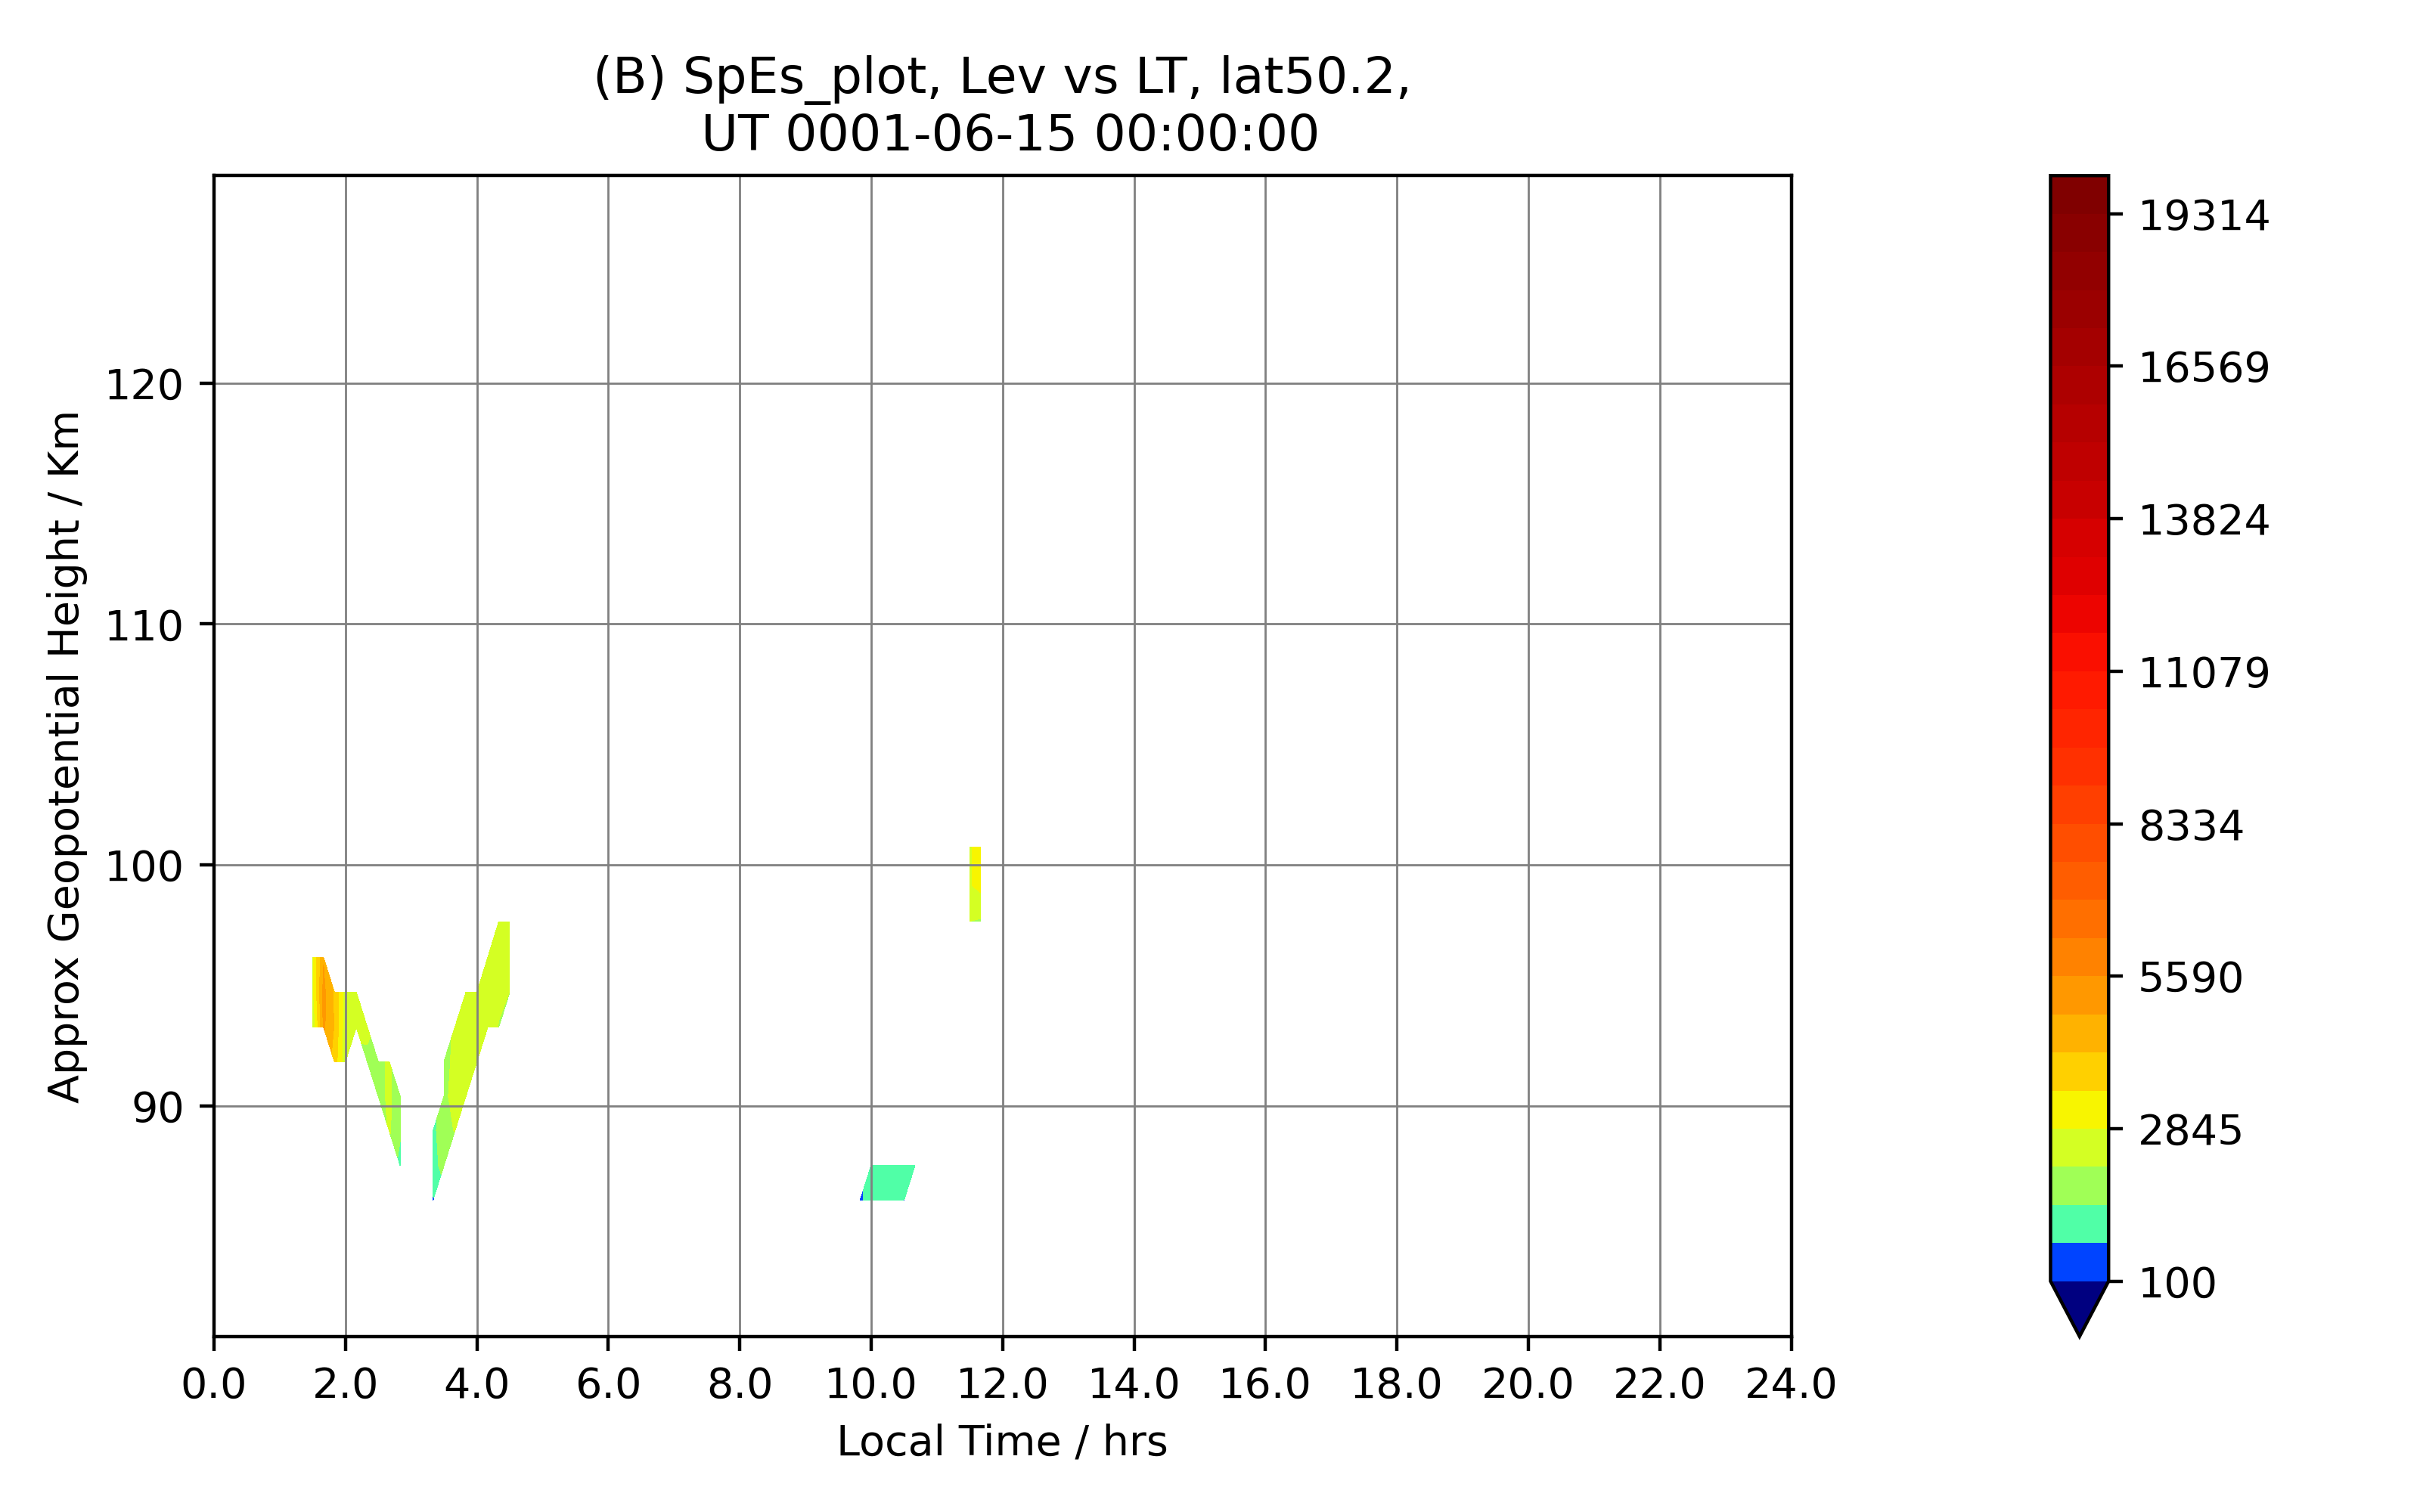 (B) SpEs_plot, Lev vs LT, lat50.2,
UT 0001-06-15 00:00:00
Approx Geopotential Height / Km
120
110
100
90
0.0 2.0 4.0 6.0 8.0 10.0 12.0 14.0 16.0 18.0 20.0 22.0 24.0
Local Time / hrs
19314
16569
13824
11079
8334
5590
2845
100